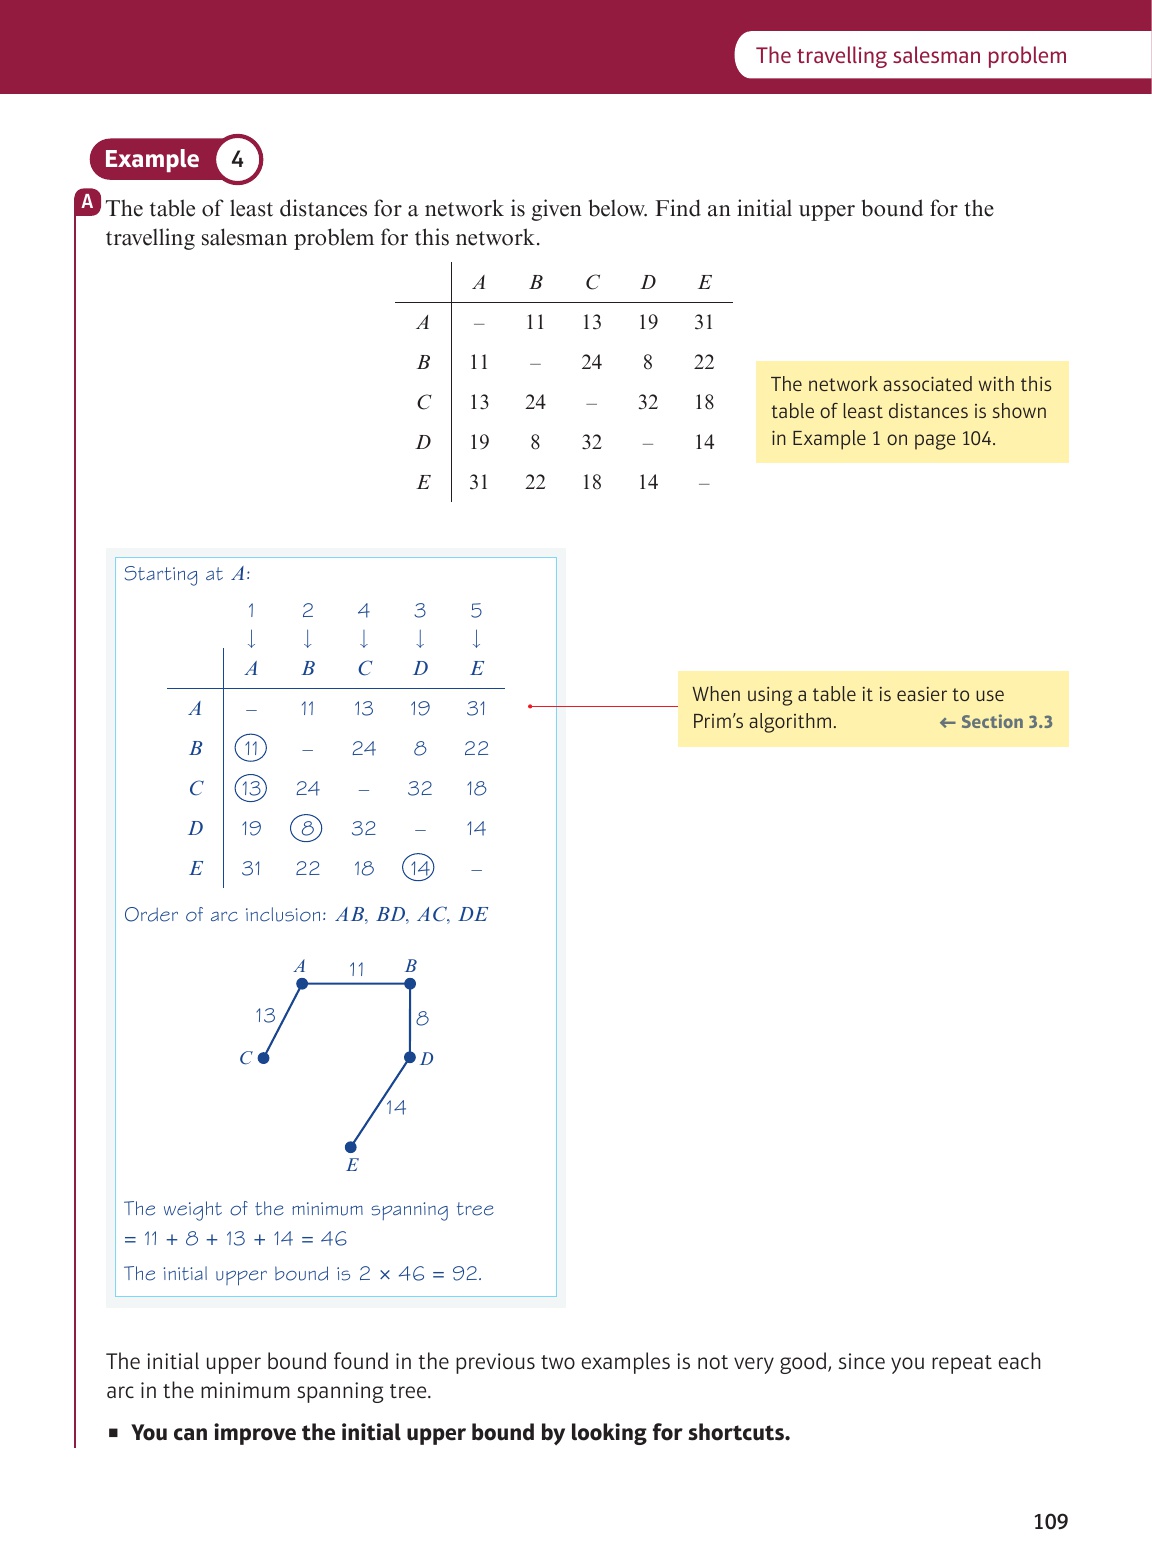 The travelling salesman problem
Example 4
A
The table of least distances for a network is given below. Find an initial upper bound for the
travelling salesman problem for this network.
A B C D E
A – 11 13 19 31
B 11 – 24 8 22
C 13 24 – 32 18
D 19 8 32 – 14
E 31 22 18 14 –
The network associated with this
table of least distances is shown
in Example 1 on page 104.
Starting at A:
1 2 4 3 5
↓ ↓ ↓ ↓ ↓
A B C D E
A – 11 13 19 31
B 11 – 24 8 22
C 13 24 – 32 18
D 19 8 32 – 14
E 31 22 18 14 –
When using a table it is easier to use
Prim's algorithm. ← Section 3.3
Order of arc inclusion: AB, BD, AC, DE
A 11 B
13 8
C D
14
E
The weight of the minimum spanning tree
= 11 + 8 + 13 + 14 = 46
The initial upper bound is 2 × 46 = 92.
The initial upper bound found in the previous two examples is not very good, since you repeat each
arc in the minimum spanning tree.
■ You can improve the initial upper bound by looking for shortcuts.
109